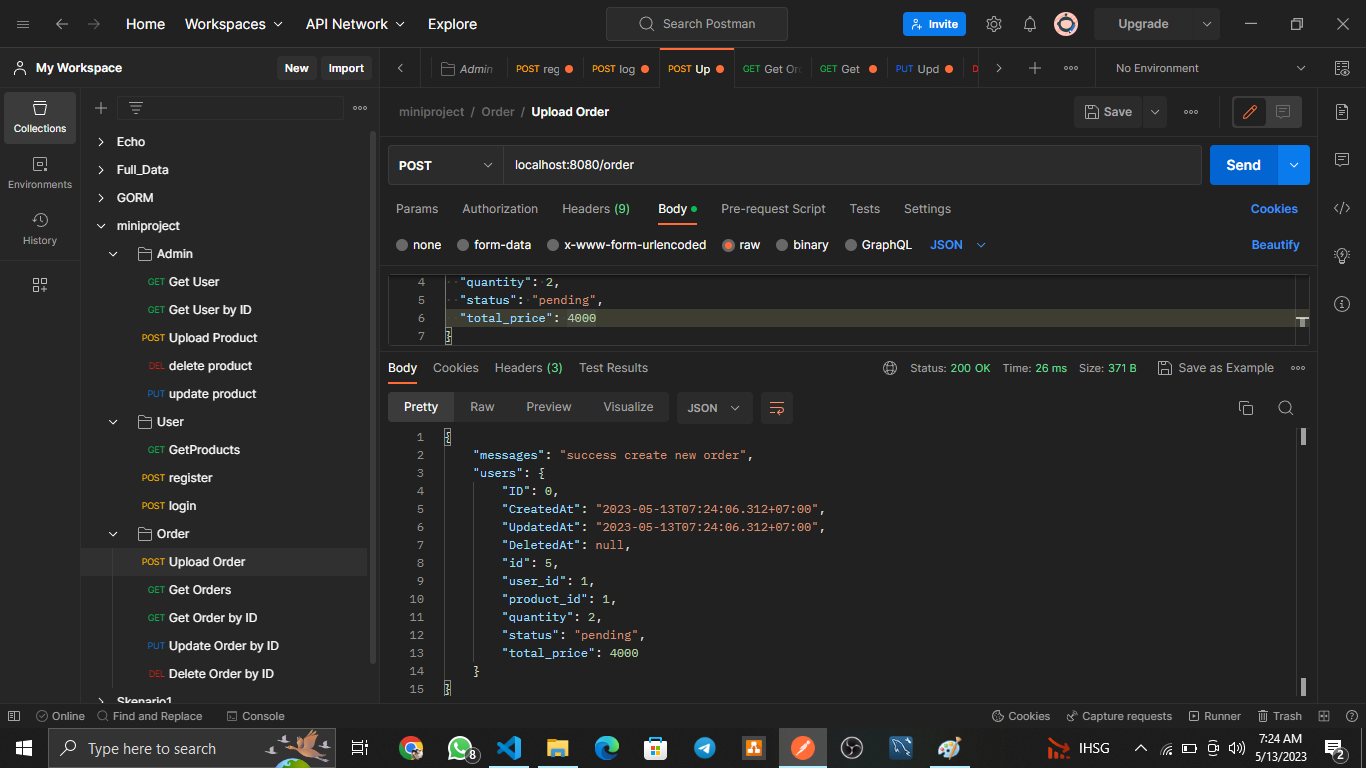 Home Workspaces API Network Explore Search Postman Invite Upgrade
My Workspace New Import
Admin POST reg POST log POST Up GET Get Or GET Get PUT Upd No Environment
Collections
Environments
History
Echo
Full_Data
GORM
miniproject
Admin
GET Get User
GET Get User by ID
POST Upload Product
DEL delete product
PUT update product
User
GET GetProducts
POST register
POST login
Order
POST Upload Order
GET Get Orders
GET Get Order by ID
PUT Update Order by ID
DEL Delete Order by ID
Skenario1
miniproject / Order / Upload Order Save
POST localhost:8080/order Send
Params Authorization Headers (9) Body Pre-request Script Tests Settings Cookies
none form-data x-www-form-urlencoded raw binary GraphQL JSON Beautify
4 "quantity": 2,
5 "status": "pending",
6 "total_price": 4000
7 }
Body Cookies Headers (3) Test Results Status: 200 OK Time: 26 ms Size: 371 B Save as Example
Pretty Raw Preview Visualize JSON
1 {
2 "messages": "success create new order",
3 "users": {
4 "ID": 0,
5 "CreatedAt": "2023-05-13T07:24:06.312+07:00",
6 "UpdatedAt": "2023-05-13T07:24:06.312+07:00",
7 "DeletedAt": null,
8 "id": 5,
9 "user_id": 1,
10 "product_id": 1,
11 "quantity": 2,
12 "status": "pending",
13 "total_price": 4000
14 }
15 }
Online Find and Replace Console Cookies Capture requests Runner Trash
Type here to search 8 IHSG 7:24 AM
5/13/2023 2